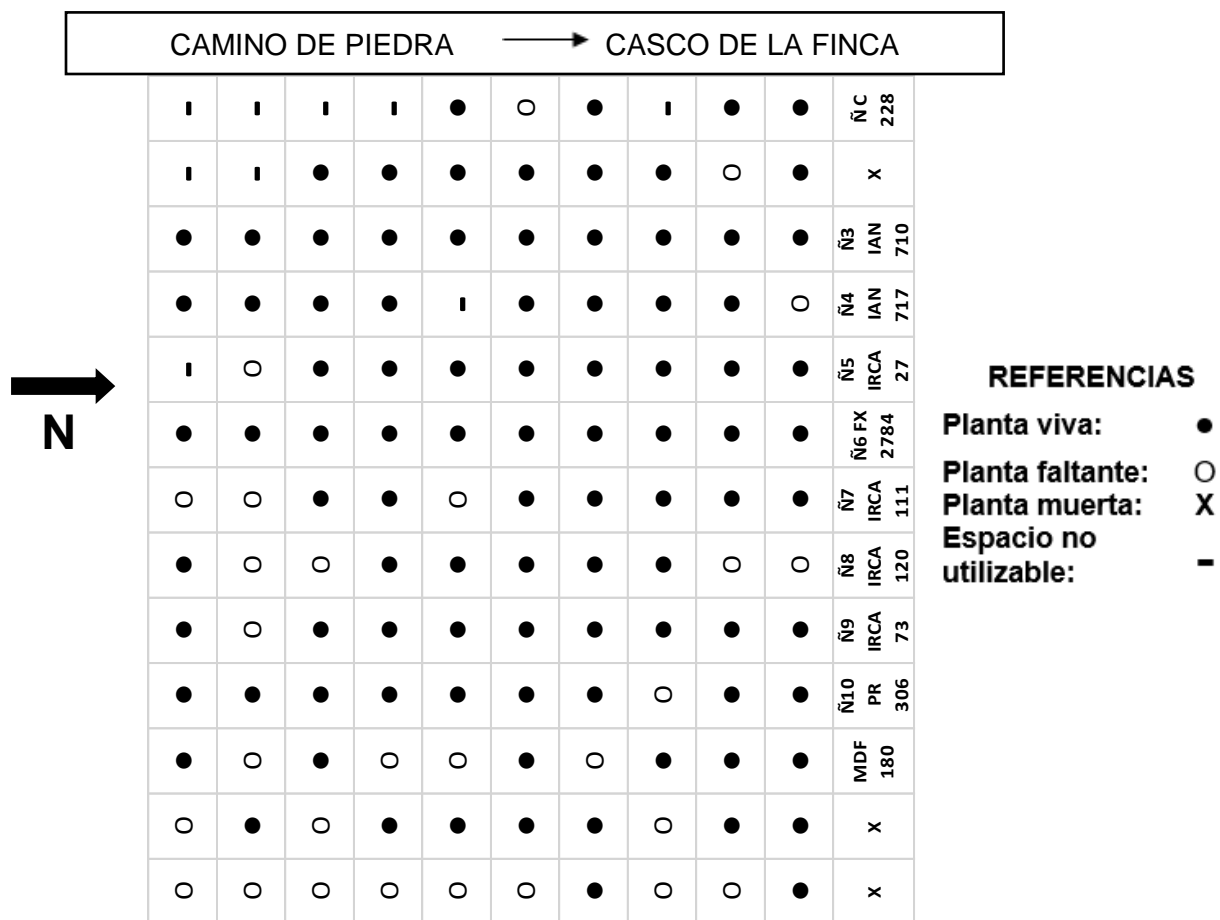 CAMINO DE PIEDRA → CASCO DE LA FINCA
- - - - ● O ● - ● ● Ñ C 228
- - ● ● ● ● ● ● O ● X
● ● ● ● ● ● ● ● ● ● Ñ3 IAN 710
● ● ● ● - ● ● ● ● O Ñ4 IAN 717
- O ● ● ● ● ● ● ● ● Ñ5 IRCA 27
● ● ● ● ● ● ● ● ● ● Ñ6 FX 2784
O O ● ● O ● ● ● ● ● Ñ7 IRCA 111
● O O ● ● ● ● ● O O Ñ8 IRCA 120
● O ● ● ● ● ● ● ● ● Ñ9 IRCA 73
● ● ● ● ● ● ● O ● ● Ñ10 PR 306
● O ● O O ● O ● ● ● MDF 180
O ● O ● ● ● ● O ● ● X
O O O O O O ● O O ● X
N
REFERENCIAS
Planta viva: ●
Planta faltante: O
Planta muerta: X
Espacio no
utilizable: -